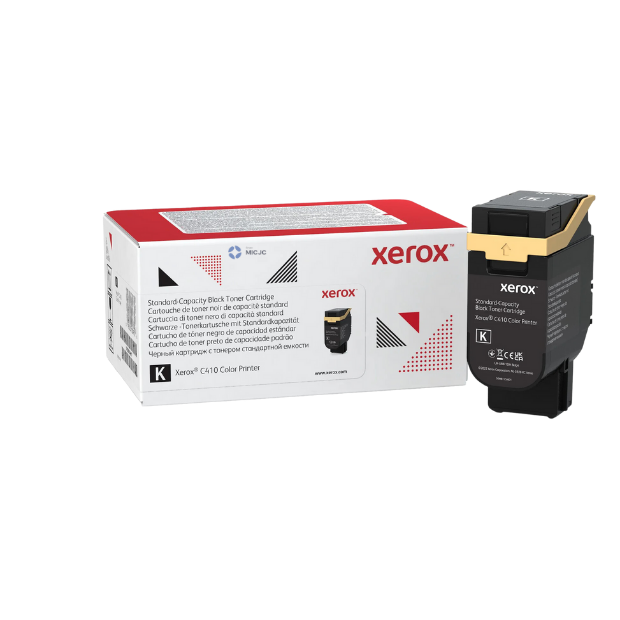 MICJC
xerox™
Standard-Capacity Black Toner Cartridge
Cartouche de toner noir de capacité standard
Cartuccia di toner nero di capacità standard
Schwarze -Tonerkartusche mit Standardkapazität
Cartucho de tóner negro de capacidad estándar
Cartucho de toner preto de capacidade padrão
Черный картридж с тонером стандартной емкости
K Xerox® C410 Color Printer
xerox
www.xerox.com
K
xerox
Standard-Capacity
Black Toner Cartridge
Xerox® C410 Color Printer
K